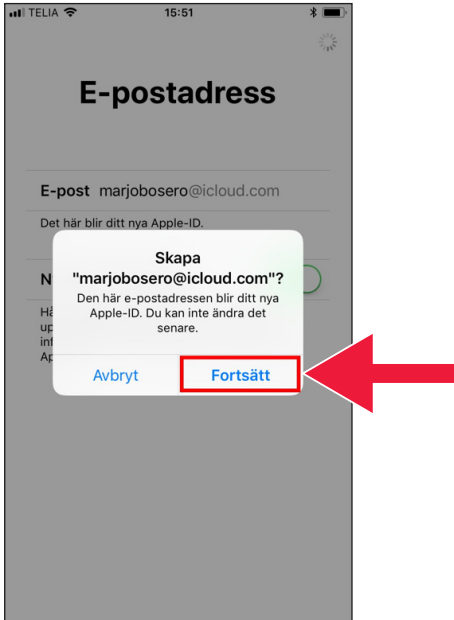 TELIA 15:51
E-postadress
E-post marjobosero@icloud.com
Det här blir ditt nya Apple-ID.
Skapa
"marjobosero@icloud.com"?
Den här e-postadressen blir ditt nya
Apple-ID. Du kan inte ändra det
senare.
Avbryt Fortsätt